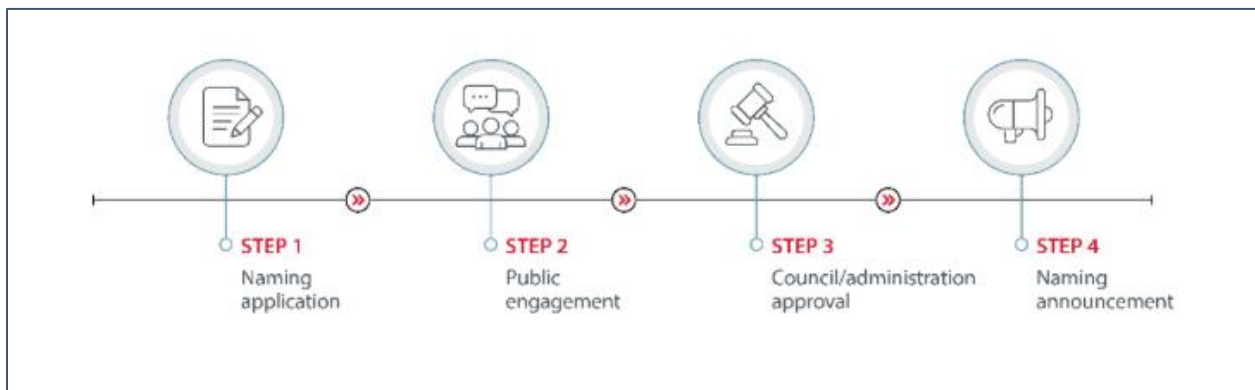 STEP 1
Naming
application
STEP 2
Public
engagement
STEP 3
Council/administration
approval
STEP 4
Naming
announcement